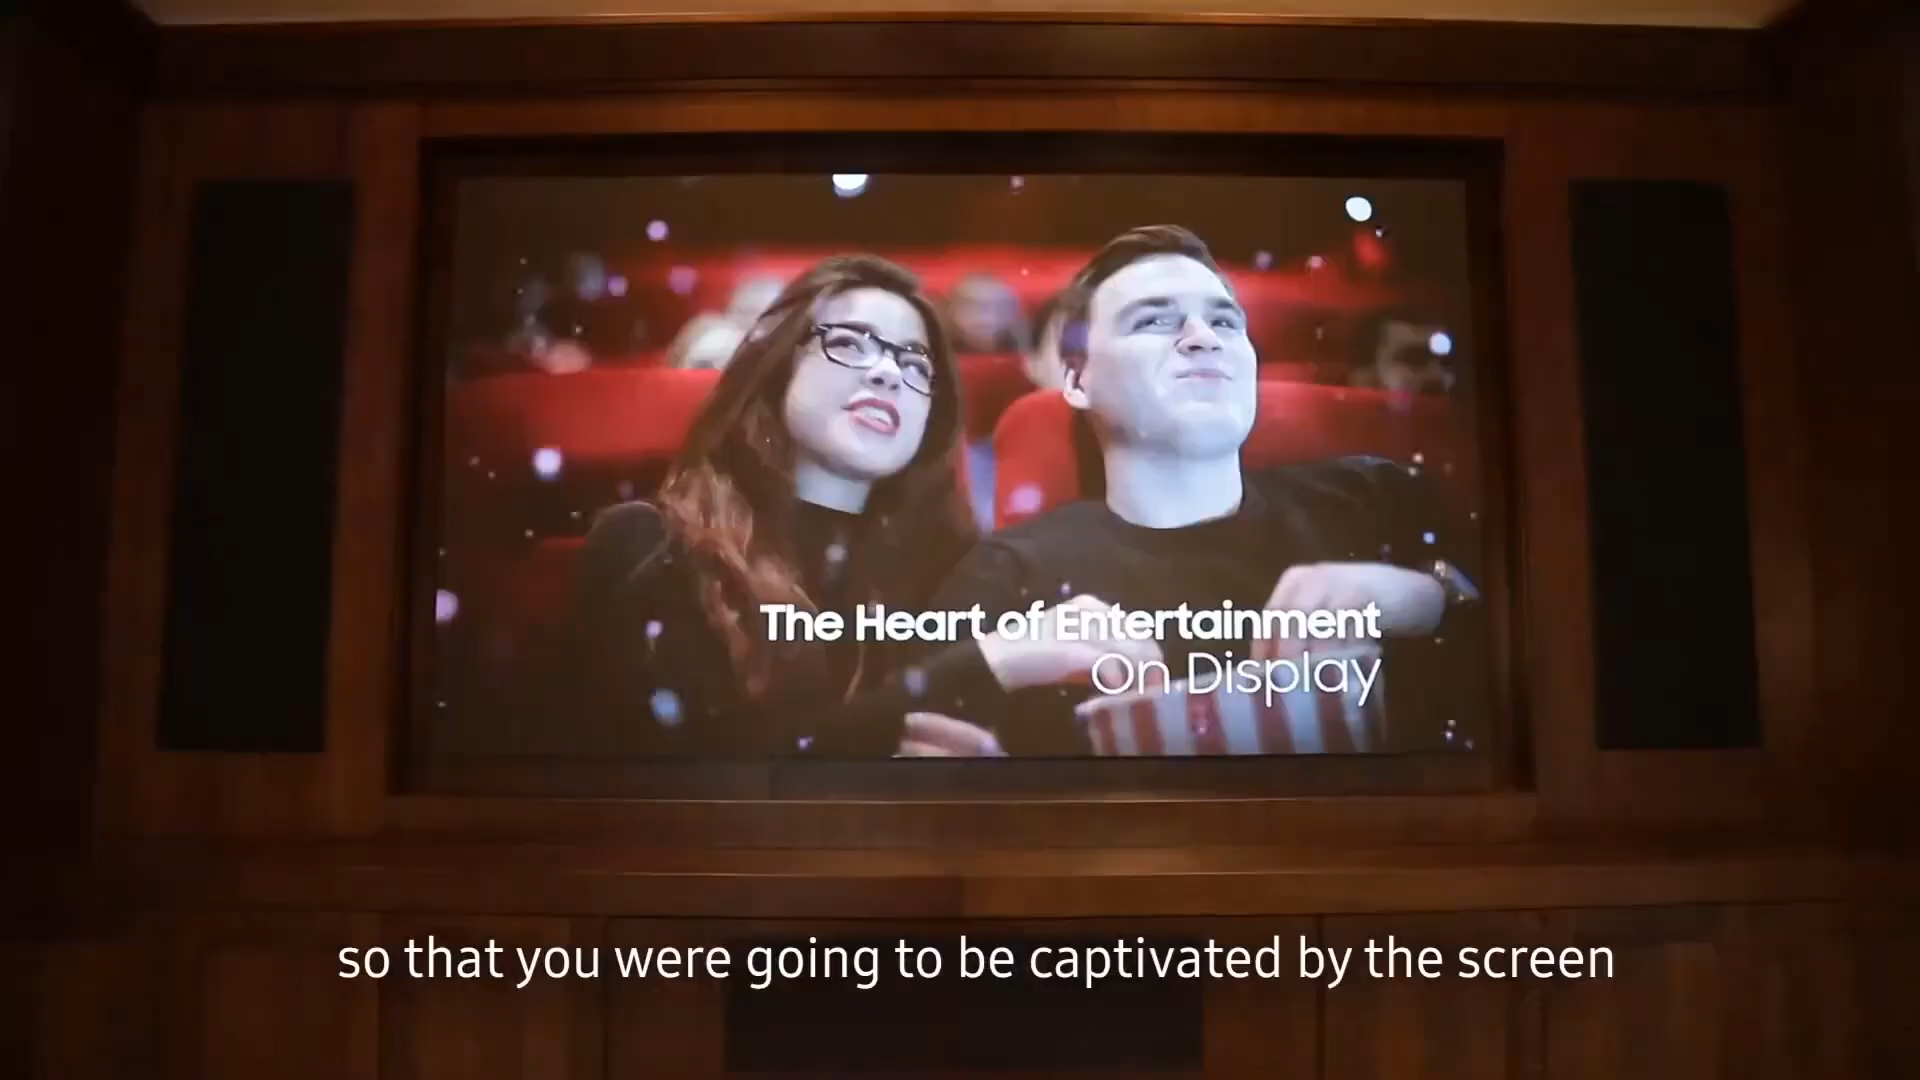 The Heart of Entertainment
On Display
so that you were going to be captivated by the screen